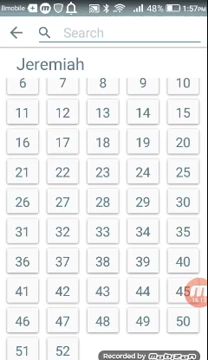 8mobile 48% 1:57PM
Search
Jeremiah
6 7 8 9 10
11 12 13 14 15
16 17 18 19 20
21 22 23 24 25
26 27 28 29 30
31 32 33 34 35
36 37 38 39 40
41 42 43 44 45
46 47 48 49 50
51 52
Recorded by Mobizen